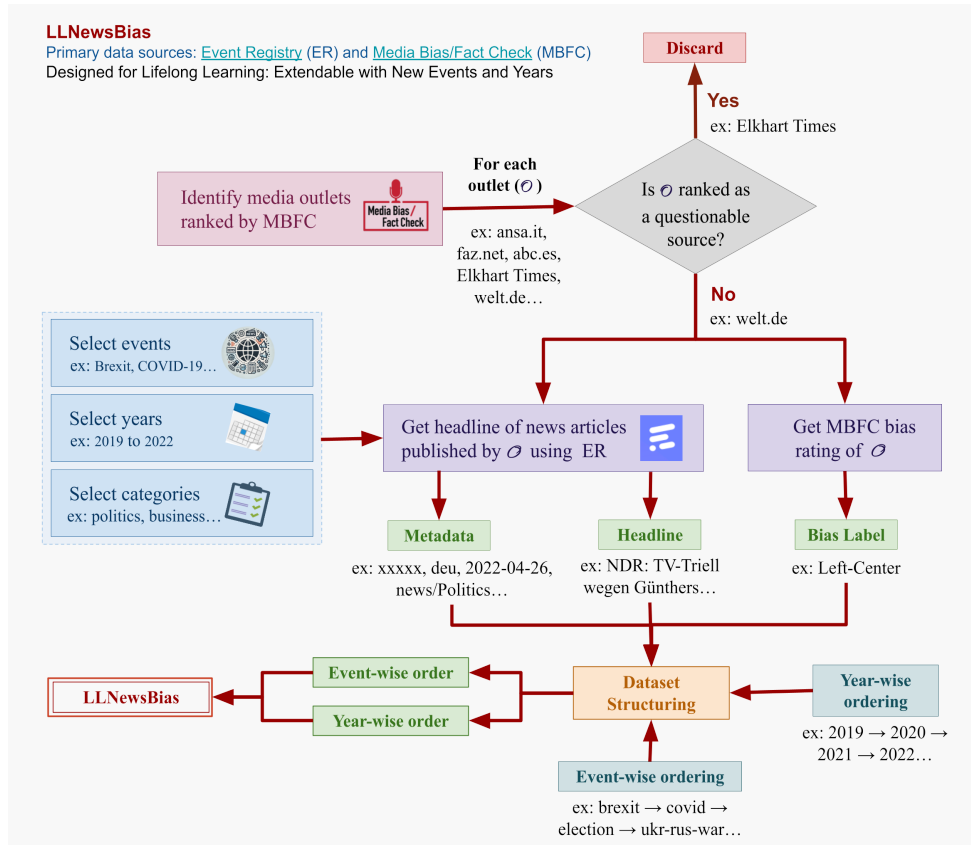 LLNewsBias
Primary data sources: Event Registry (ER) and Media Bias/Fact Check (MBFC)
Designed for Lifelong Learning: Extendable with New Events and Years
Discard
Yes
ex: Elkhart Times
Identify media outlets
ranked by MBFC
Media Bias/
Fact Check
For each
outlet (O)
ex: ansa.it,
faz.net, abc.es,
Elkhart Times,
welt.de…
Is O ranked as
a questionable
source?
No
ex: welt.de
Select events
ex: Brexit, COVID-19…
Select years
ex: 2019 to 2022
Select categories
ex: politics, business…
Get headline of news articles
published by O using ER
Get MBFC bias
rating of O
Metadata
ex: xxxxx, deu, 2022-04-26,
news/Politics…
Headline
ex: NDR: TV-Triell
wegen Günthers…
Bias Label
ex: Left-Center
LLNewsBias
Event-wise order
Year-wise order
Dataset
Structuring
Year-wise
ordering
ex: 2019 → 2020 →
2021 → 2022…
Event-wise ordering
ex: brexit → covid →
election → ukr-rus-war…